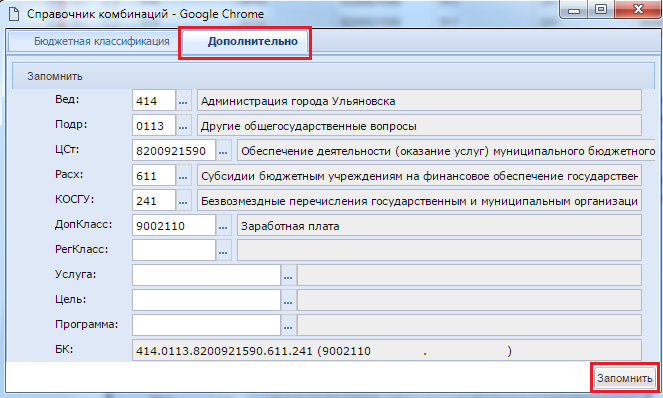 Справочник комбинаций - Google Chrome
Бюджетная классификация Дополнительно
Запомнить
Вед: 414 ... Администрация города Ульяновска
Подр: 0113 ... Другие общегосударственные вопросы
ЦСт: 8200921590 ... Обеспечение деятельности (оказание услуг) муниципального бюджетного
Расх: 611 ... Субсидии бюджетным учреждениям на финансовое обеспечение государствен
КОСГУ: 241 ... Безвозмездные перечисления государственным и муниципальным организаци
ДопКласс: 9002110 ... Заработная плата
РегКласс: ...
Услуга: ...
Цель: ...
Программа: ...
БК: 414.0113.8200921590.611.241 (9002110 . )
Запомнить